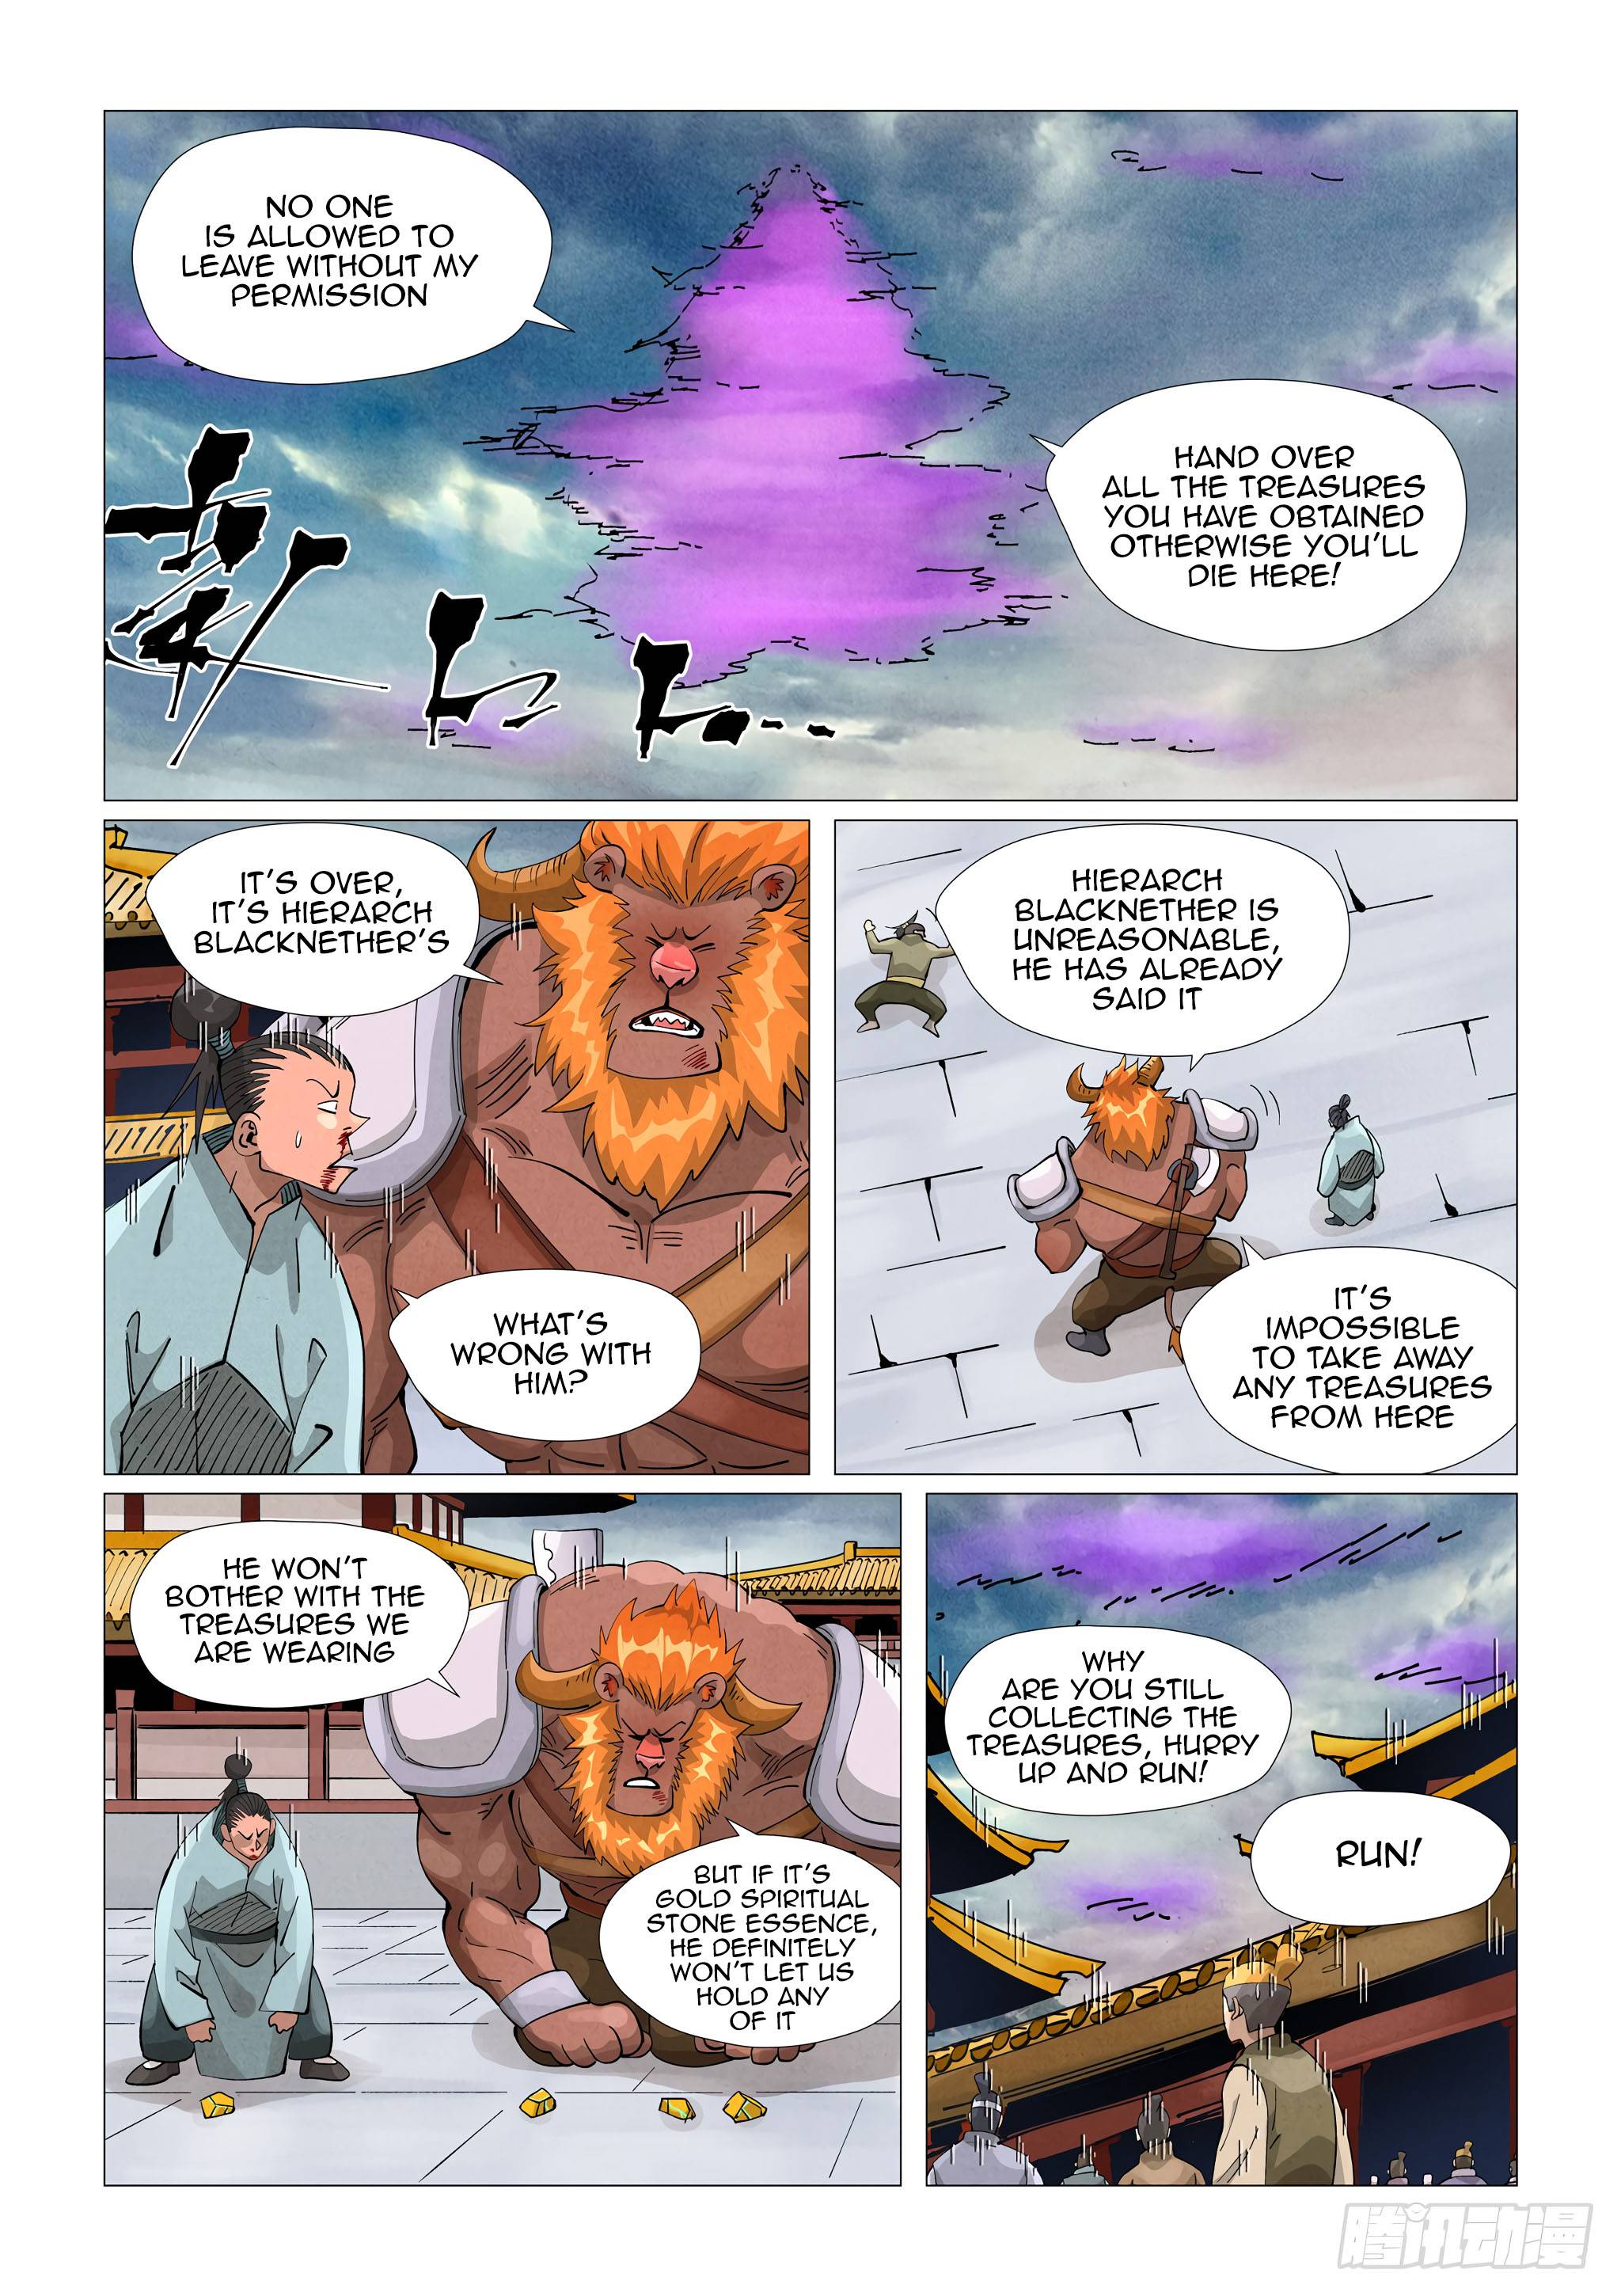 NO ONE
IS ALLOWED TO
LEAVE WITHOUT MY
PERMISSION
HAND OVER
ALL THE TREASURES
YOU HAVE OBTAINED
OTHERWISE YOU'LL
DIE HERE!
IT'S OVER,
IT'S HIERARCH
BLACKNETHER'S
WHAT'S
WRONG WITH
HIM?
HIERARCH
BLACKNETHER IS
UNREASONABLE,
HE HAS ALREADY
SAID IT
IT'S
IMPOSSIBLE
TO TAKE AWAY
ANY TREASURES
FROM HERE
HE WON'T
BOTHER WITH THE
TREASURES WE
ARE WEARING
BUT IF IT'S
GOLD SPIRITUAL
STONE ESSENCE,
HE DEFINITELY
WON'T LET US
HOLD ANY
OF IT
WHY
ARE YOU STILL
COLLECTING THE
TREASURES, HURRY
UP AND RUN!
RUN!
腾讯动漫